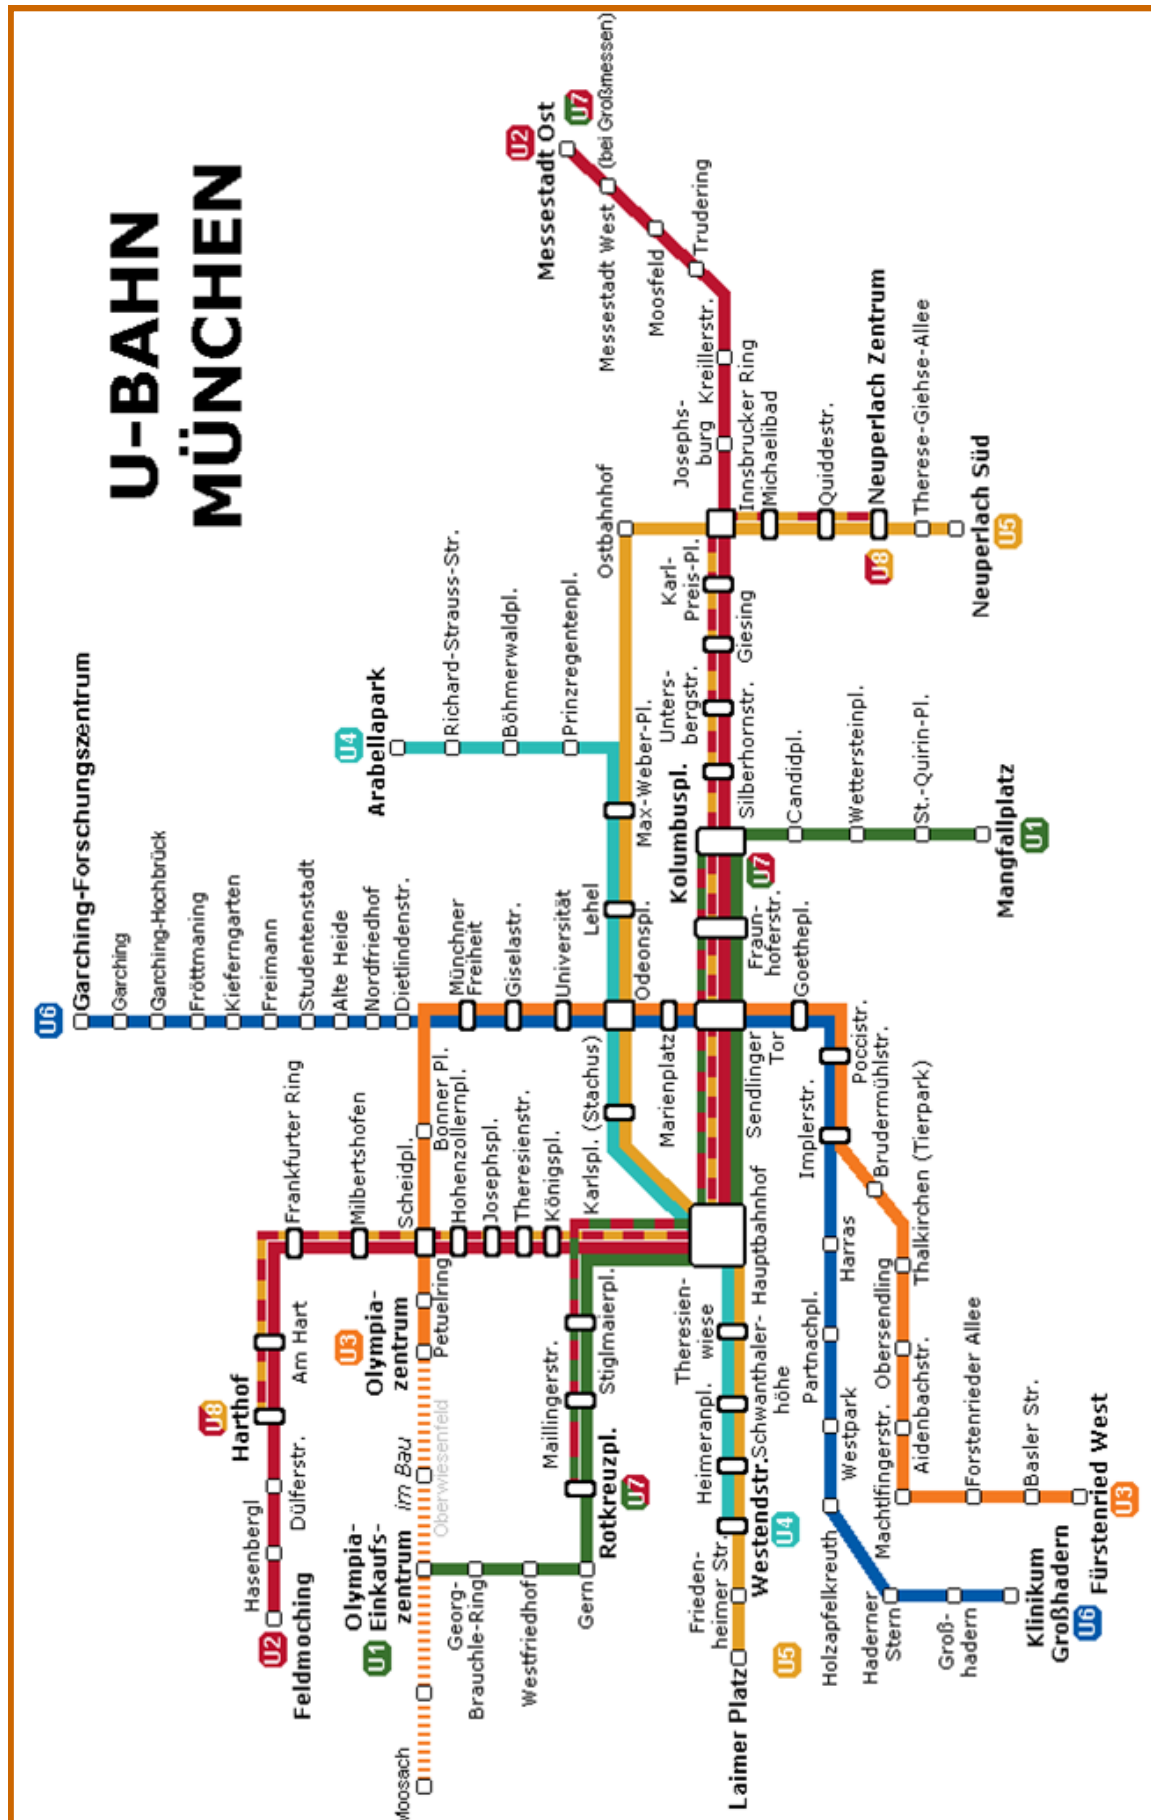 U-BAHN
MÜNCHEN
U6
Garching-Forschungszentrum
Garching
Garching-Hochbrück
Fröttmaning
Kieferngarten
Freimann
Studentenstadt
Alte Heide
Nordfriedhof
Dietlindenstr.
Münchner
Freiheit
Giselastr.
Universität
Odeonspl.
Marienplatz
Sendlinger
Tor
Goethepl.
Poccistr.
Implerstr.
Harras
Partnachpl.
Westpark
Holzapfelkreuth
Haderner
Stern
Groß-
hadern
Klinikum
Großhadern
U6
U2
Feldmoching
Hasenbergl
Dülferstr.
U8
Harthof
Am Hart
Frankfurter Ring
Milbertshofen
Scheidpl.
Hohenzollernpl.
Josephspl.
Theresienstr.
Königspl.
Hauptbahnhof
Fraun-
hoferstr.
Kolumbuspl.
U7
Silberhornstr.
Unters-
bergstr.
Giesing
Karl-
Preis-Pl.
Innsbrucker Ring
Josephs-
burg
Kreillerstr.
Trudering
Moosfeld
Messestadt West
(bei Großmessen)
Messestadt Ost
U2
U7
Michaelibad
Quiddestr.
Neuperlach Zentrum
U8
Therese-Giehse-Allee
Neuperlach Süd
U5
Ostbahnhof
Max-Weber-Pl.
Lehel
Karlspl. (Stachus)
U4
Arabellapark
Richard-Strauss-Str.
Böhmerwaldpl.
Prinzregentenpl.
Candidpl.
Wettersteinpl.
St.-Quirin-Pl.
Mangfallplatz
U1
Moosach
Olympia-
Einkaufs-
zentrum
U1
im Bau
Oberwiesenfeld
U3
Olympia-
zentrum
Petuelring
Bonner Pl.
Georg-
Brauchle-Ring
Westfriedhof
Gern
Rotkreuzpl.
U7
Maillingerstr.
Stiglmaierpl.
Theresien-
wiese
Schwanthaler-
höhe
Heimeranpl.
Westendstr.
U4
Frieden-
heimer Str.
Laimer Platz
U5
Brudermühlstr.
Thalkirchen (Tierpark)
Obersendling
Aidenbachstr.
Machtlfingerstr.
Forstenrieder Allee
Basler Str.
Fürstenried West
U3